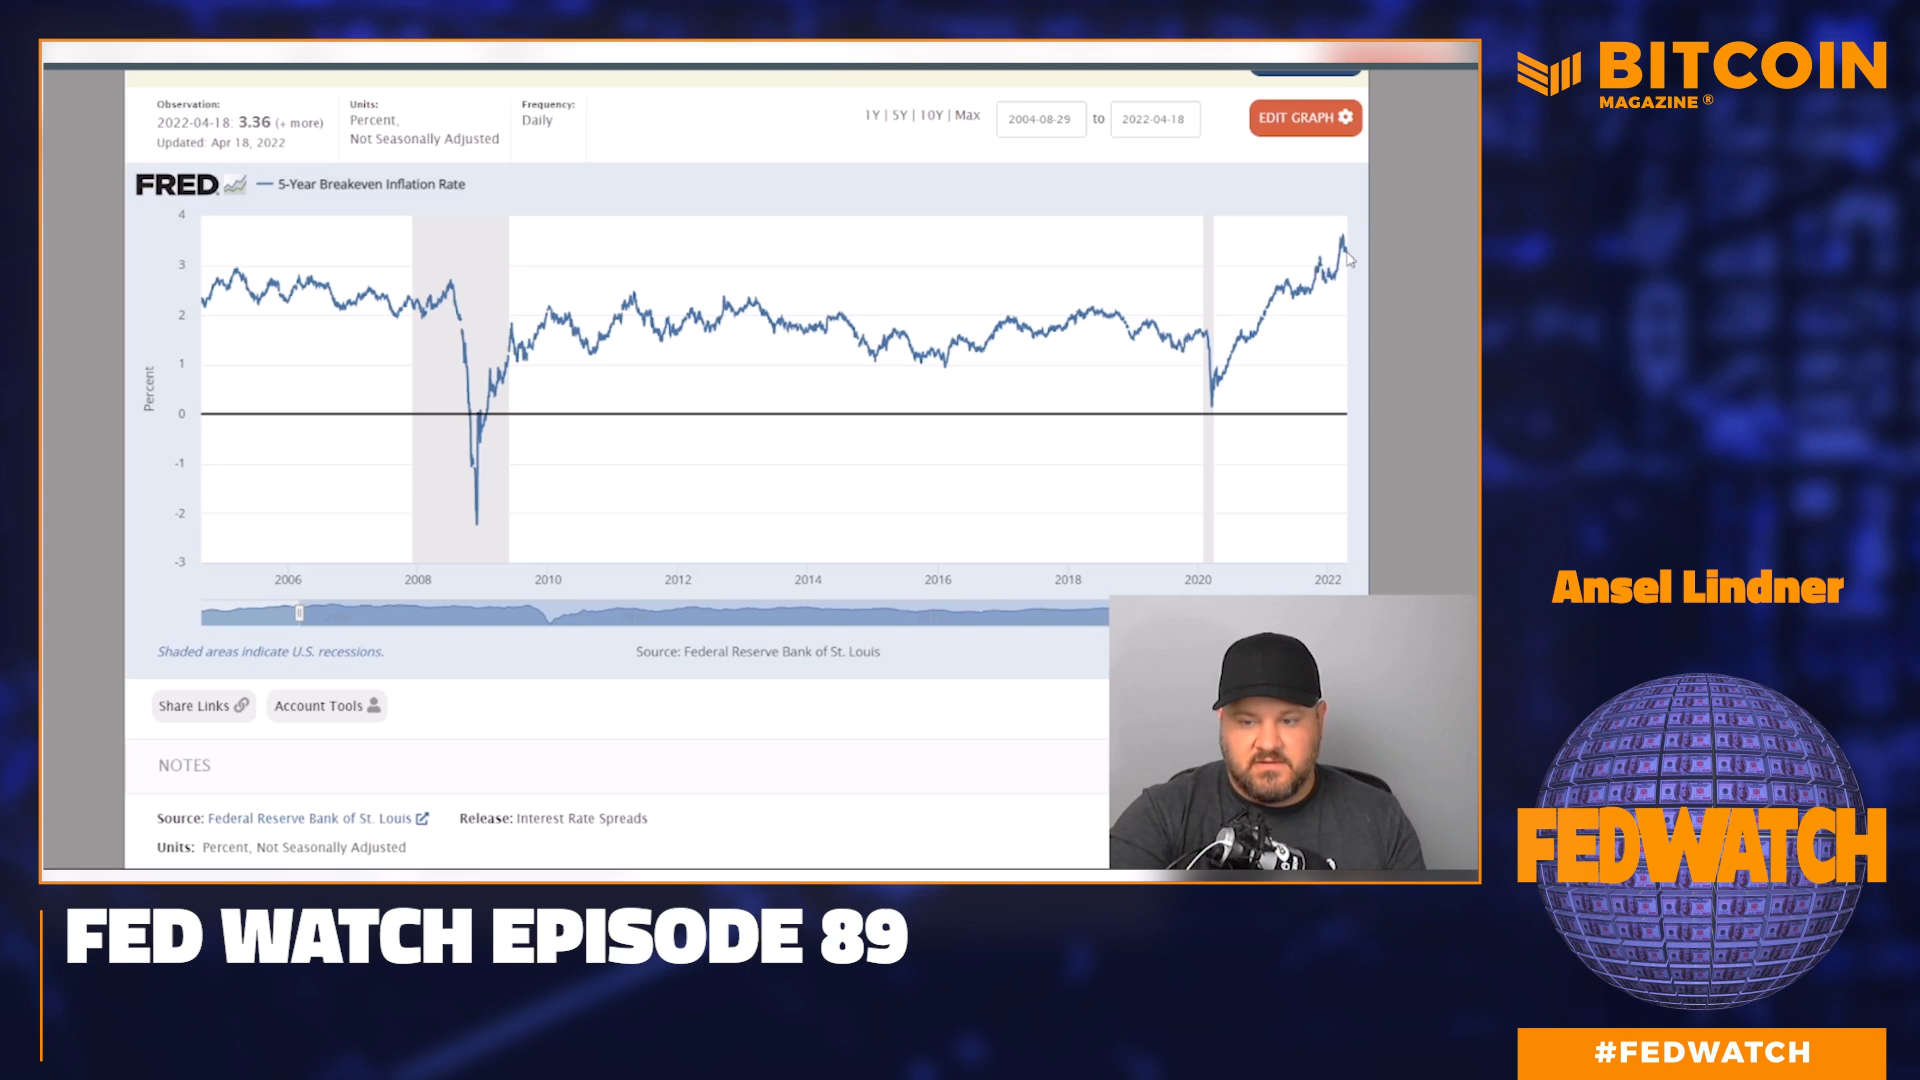 BITCOIN
MAGAZINE ®
Observation:
2022-04-18: 3.36 (+ more)
Updated: Apr 18, 2022
Units:
Percent,
Not Seasonally Adjusted
Frequency:
Daily
1Y | 5Y | 10Y | Max
2004-08-29 to 2022-04-18
EDIT GRAPH
FRED
5-Year Breakeven Inflation Rate
4
3
2
1
0
-1
-2
-3
Percent
2006 2008 2010 2012 2014 2016 2018 2020 2022
Shaded areas indicate U.S. recessions.
Source: Federal Reserve Bank of St. Louis
Share Links
Account Tools
NOTES
Source: Federal Reserve Bank of St. Louis
Release: Interest Rate Spreads
Units: Percent, Not Seasonally Adjusted
Ansel Lindner
FEDWATCH
FED WATCH EPISODE 89
#FEDWATCH